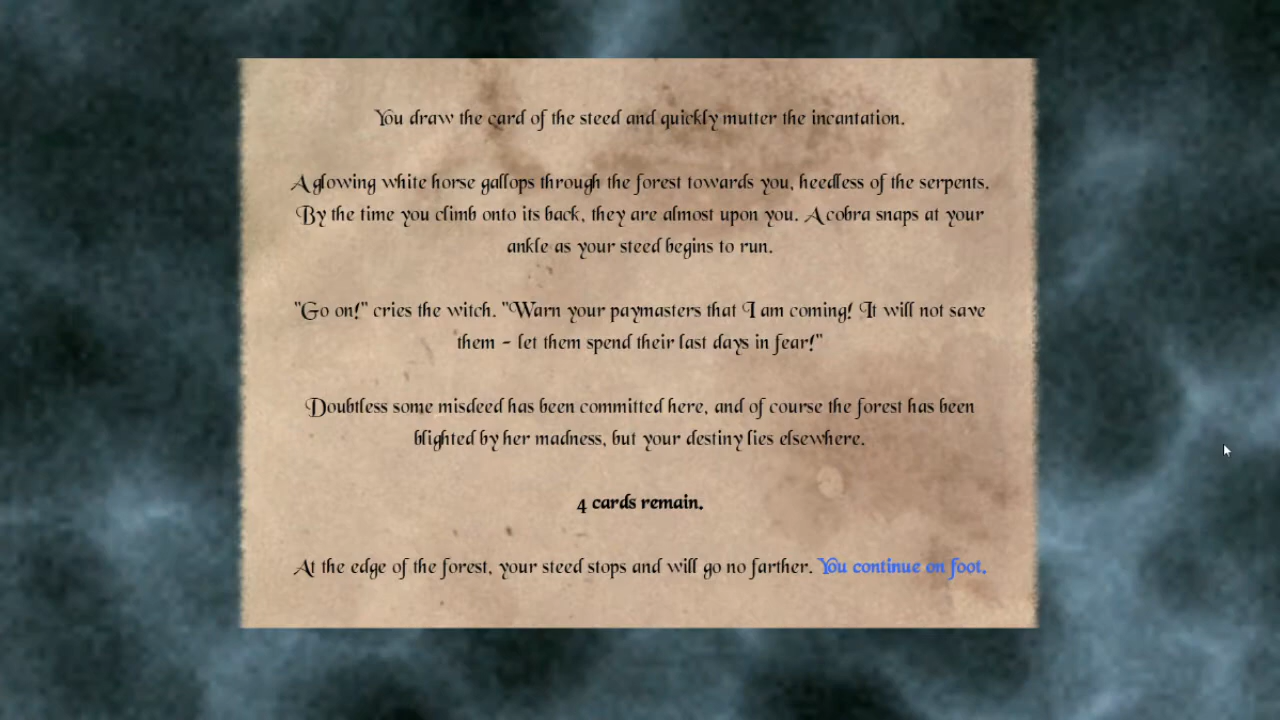 You draw the card of the steed and quickly mutter the incantation.
A glowing white horse gallops through the forest towards you, heedless of the serpents.
By the time you climb onto its back, they are almost upon you. A cobra snaps at your
ankle as your steed begins to run.
"Go on!" cries the witch. "Warn your paymasters that I am coming! It will not save
them - let them spend their last days in fear!"
Doubtless some misdeed has been committed here, and of course the forest has been
blighted by her madness, but your destiny lies elsewhere.
4 cards remain.
At the edge of the forest, your steed stops and will go no farther. You continue on foot.